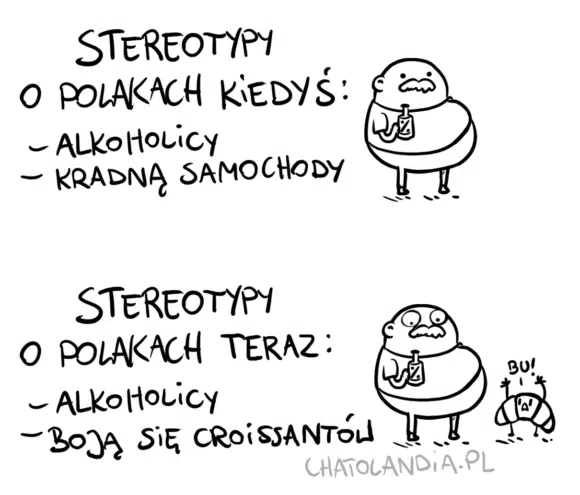 STEREOTYPY
O POLAKACH KIEDYŚ:
- ALKOHOLICY
- KRADNĄ SAMOCHODY
STEREOTYPY
O POLAKACH TERAZ:
- ALKOHOLICY
- BOJĄ SIĘ CROISSANTÓW
BU!
CHATOLANDIA.PL